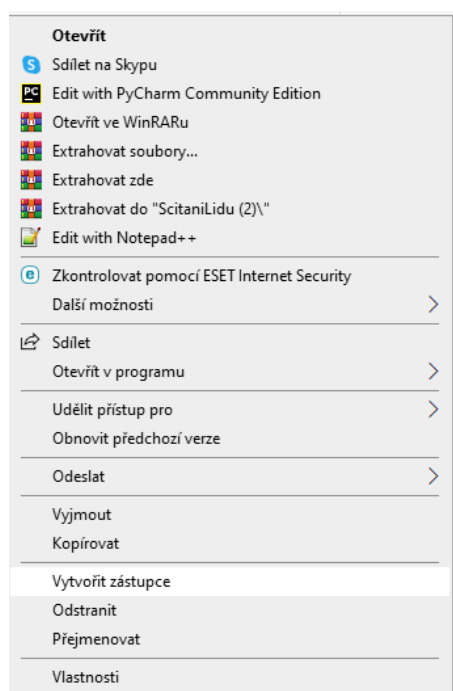 Otevřít
Sdílet na Skypu
Edit with PyCharm Community Edition
Otevřít ve WinRARu
Extrahovat soubory...
Extrahovat zde
Extrahovat do "ScitaniLidu (2)\"
Edit with Notepad++
Zkontrolovat pomocí ESET Internet Security
Další možnosti
Sdílet
Otevřít v programu
Udělit přístup pro
Obnovit předchozí verze
Odeslat
Vyjmout
Kopírovat
Vytvořit zástupce
Odstranit
Přejmenovat
Vlastnosti